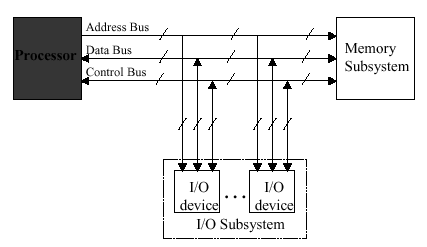 Address Bus
Processor
Data Bus
Control Bus
Memory
Subsystem
I/O
device
...
I/O
device
I/O Subsystem